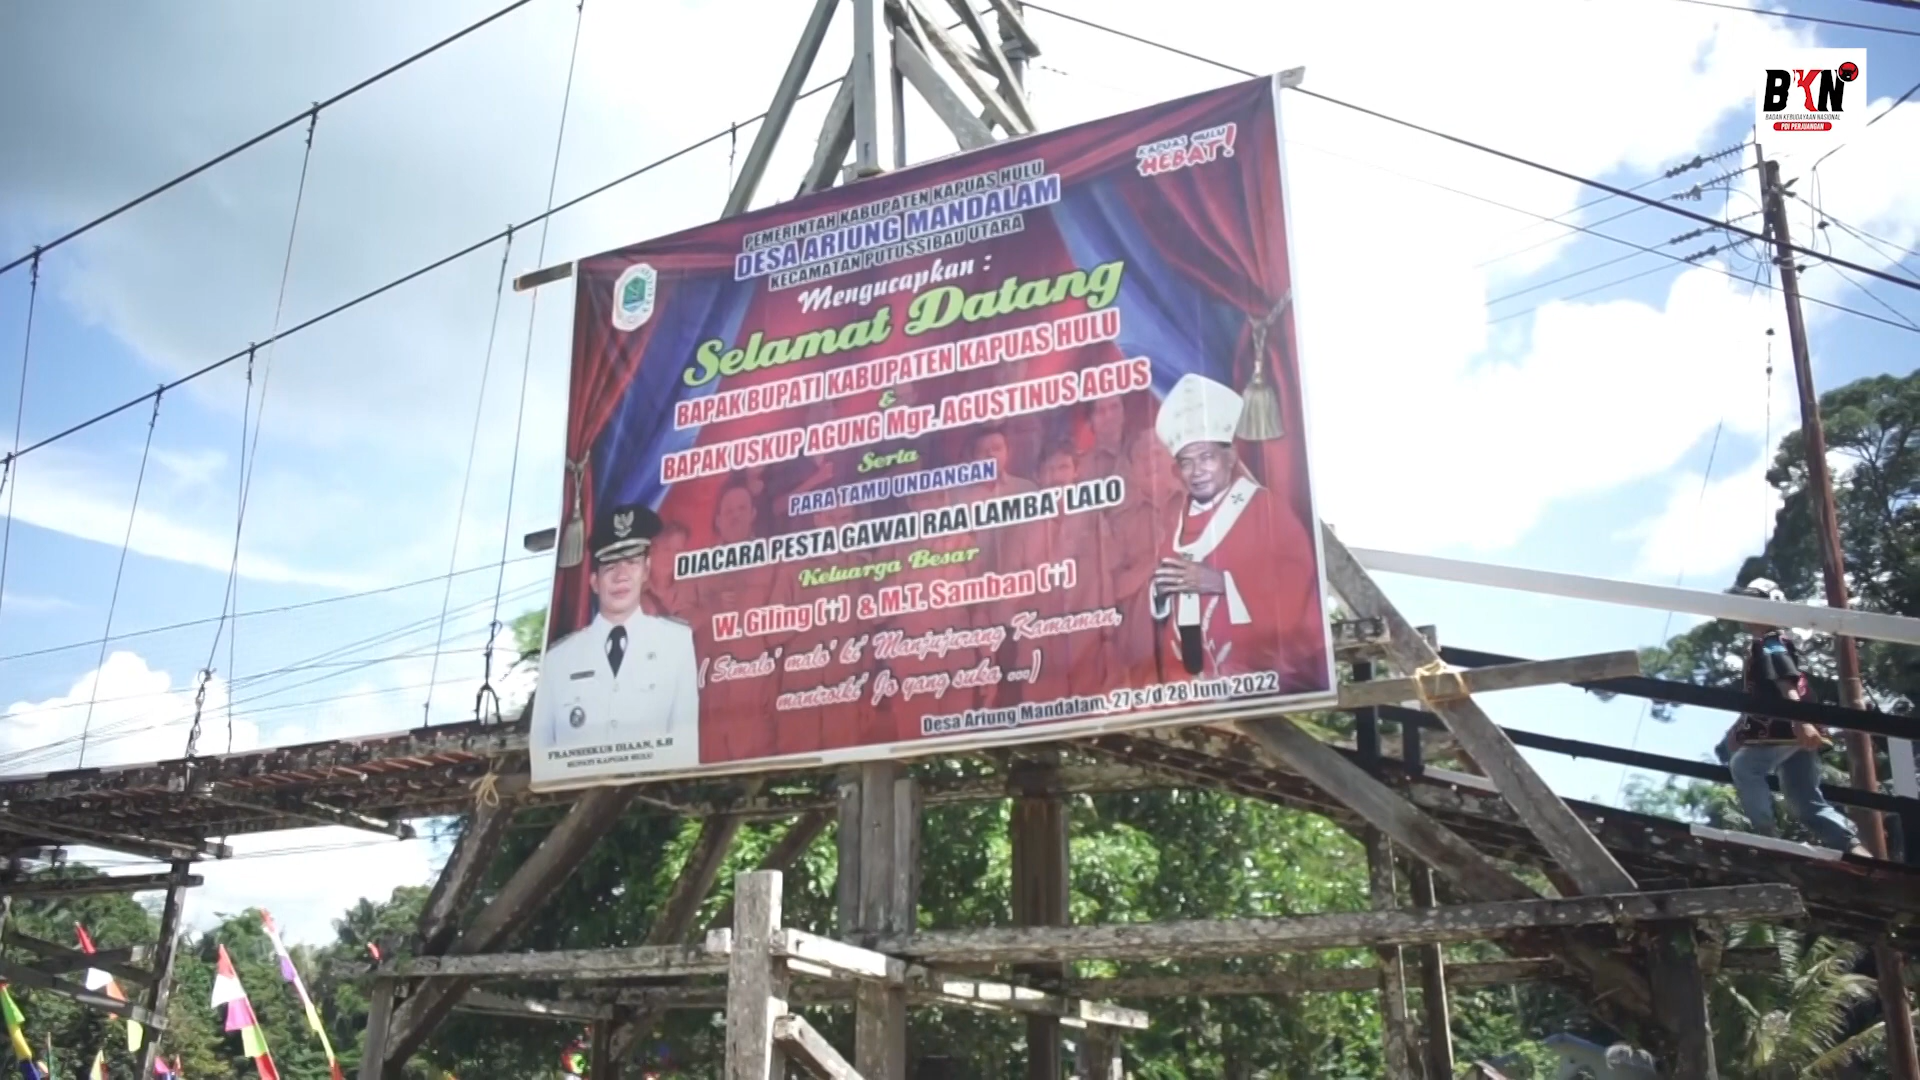 BKN
BADAN KEBUDAYAAN NASIONAL
PDI PERJUANGAN
KAPUAS HULU
HEBAT!
PEMERINTAH KABUPATEN KAPUAS HULU
DESA ARIUNG MANDALAM
KECAMATAN PUTUSSIBAU UTARA
Mengucapkan :
Selamat Datang
BAPAK BUPATI KABUPATEN KAPUAS HULU
&
BAPAK USKUP AGUNG Mgr. AGUSTINUS AGUS
Serta
PARA TAMU UNDANGAN
DIACARA PESTA GAWAI RAA LAMBA' LALO
Keluarga Besar
W. Giling (†) & M.T. Samban (†)
( Simalo' malo' ki' Manjujurang Kamaman,
manirsiki' Jo yang suka ...)
Desa Ariung Mandalam, 27 s/d 28 Juni 2022
FRANSISKUS DIAAN, S.H
BUPATI KAPUAS HULU